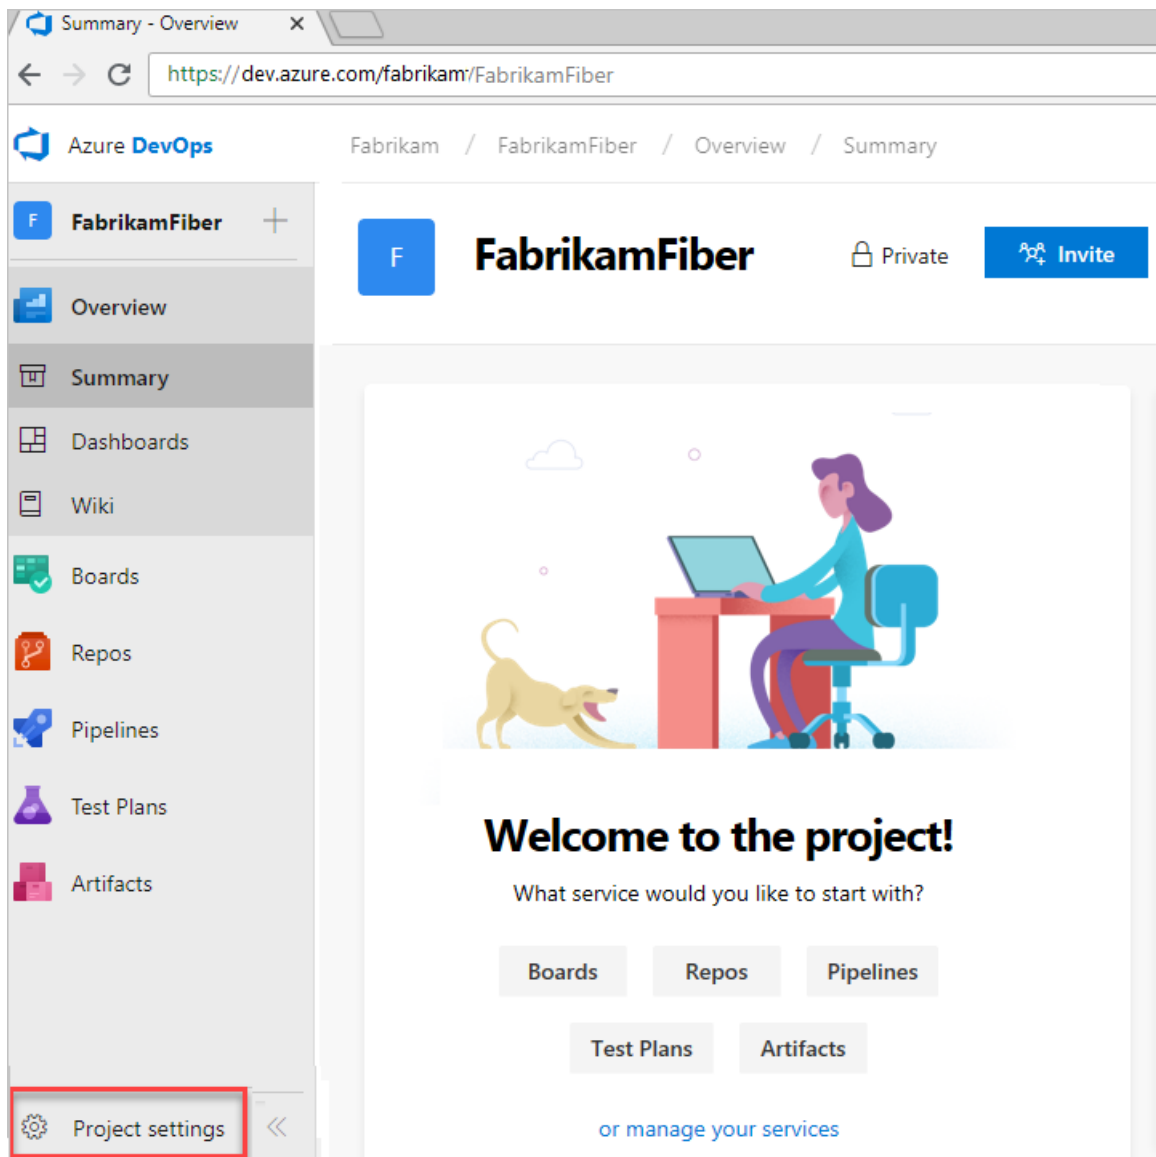 Summary - Overview
https://dev.azure.com/fabrikam/FabrikamFiber
Azure DevOps
Fabrikam / FabrikamFiber / Overview / Summary
F FabrikamFiber
F FabrikamFiber Private Invite
Overview
Summary
Dashboards
Wiki
Boards
Repos
Pipelines
Test Plans
Artifacts
Welcome to the project!
What service would you like to start with?
Boards Repos Pipelines
Test Plans Artifacts
or manage your services
Project settings